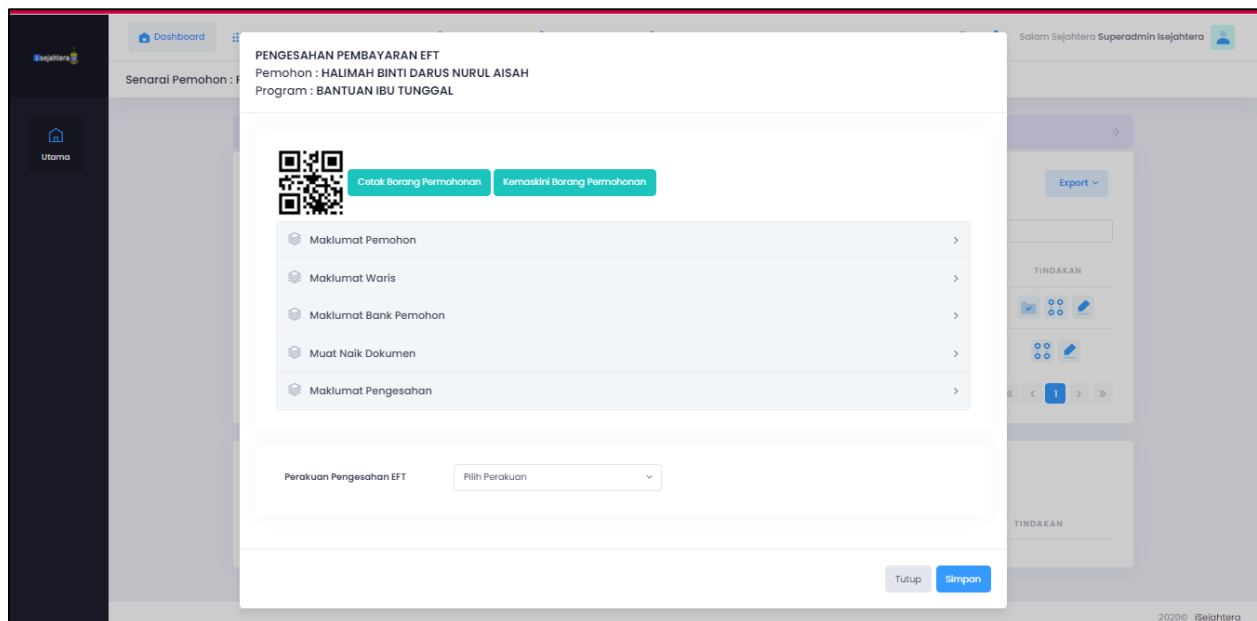 isejahtera
Dashboard
Salam Sejahtera Superadmin Isejahtera
Senarai Pemohon :
Utama
PENGESAHAN PEMBAYARAN EFT
Pemohon : HALIMAH BINTI DARUS NURUL AISAH
Program : BANTUAN IBU TUNGGAL
Cetak Borang Permohonan
Kemaskini Borang Permohonan
Export
Maklumat Pemohon
Maklumat Waris
TINDAKAN
Maklumat Bank Pemohon
Muat Naik Dokumen
Maklumat Pengesahan
1
Perakuan Pengesahan EFT
Pilih Perakuan
TINDAKAN
Tutup
Simpan
2020© iSejahtera